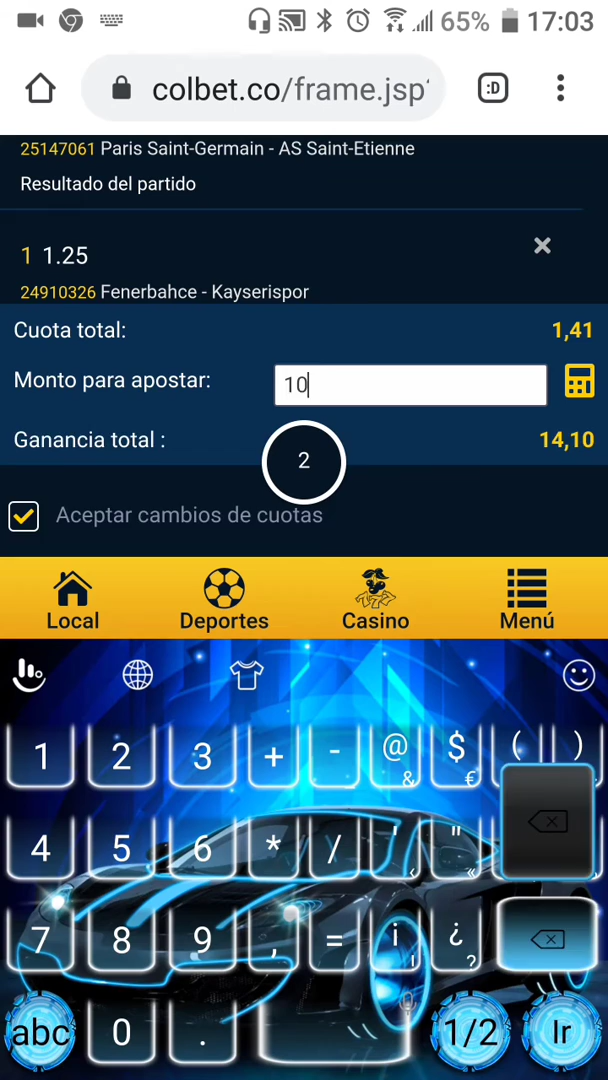 65% 17:03
colbet.co/frame.jsp :D
25147061 Paris Saint-Germain - AS Saint-Etienne
Resultado del partido
1 1.25
24910326 Fenerbahce - Kayserispor
Cuota total: 1,41
Monto para apostar: 10
Ganancia total : 14,10
2
Aceptar cambios de cuotas
Local Deportes Casino Menú
1 2 3 + - @ $ ( )
& €
4 5 6 * / ' "
‹ «
7 8 9 , = ¡ ¿
! ?
abc 0 . 1/2 Ir